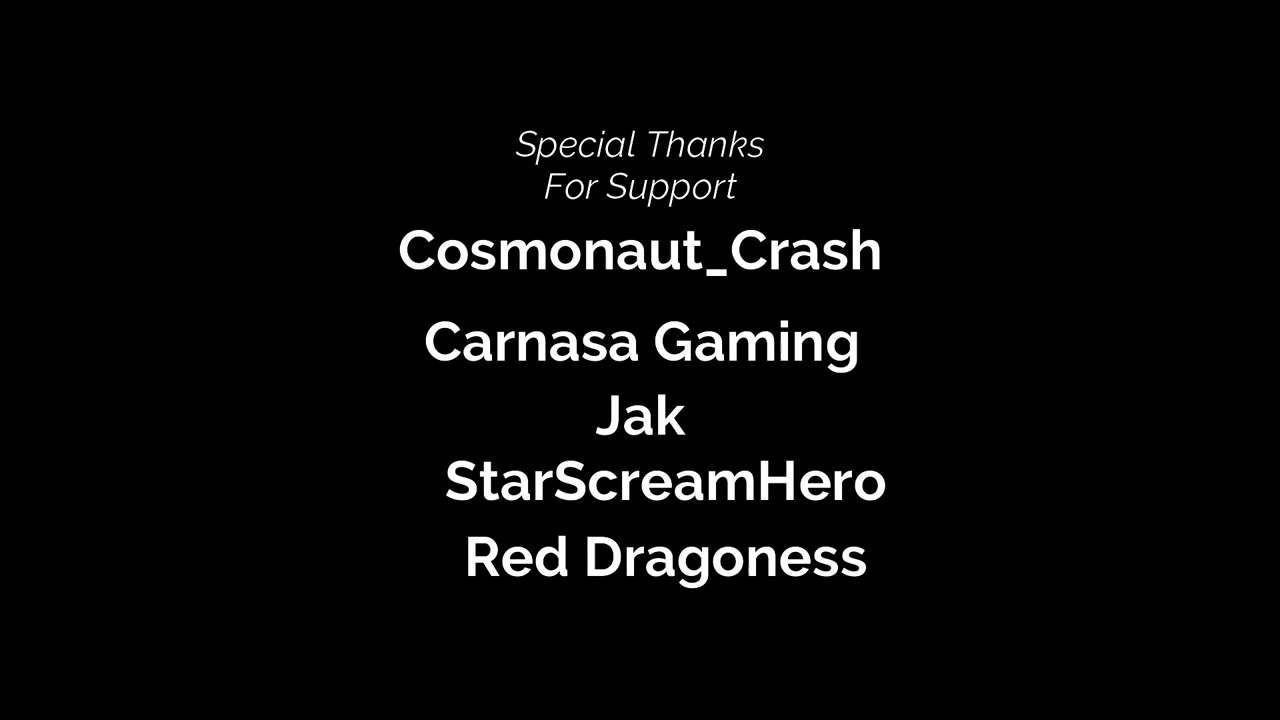 Special Thanks
For Support
Cosmonaut_Crash
Carnasa Gaming
Jak
StarScreamHero
Red Dragoness